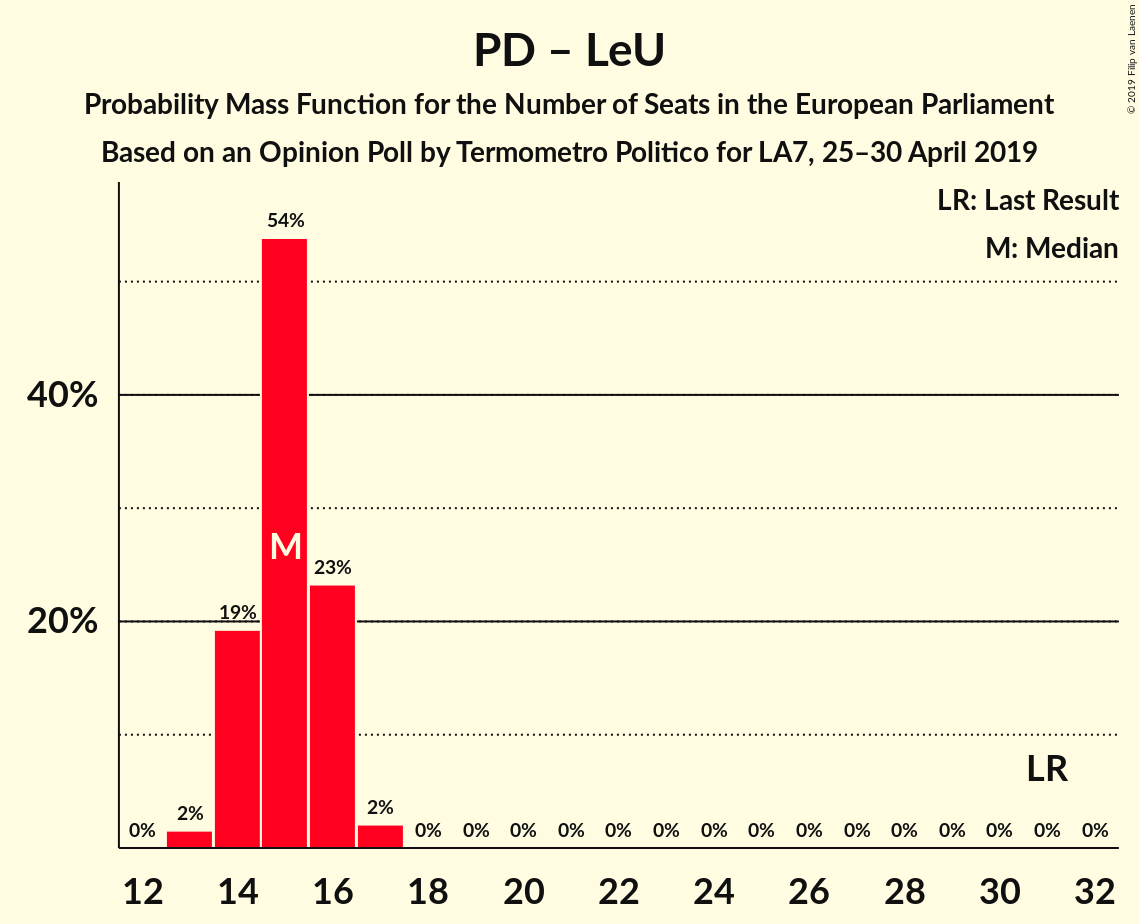 PD – LeU
Probability Mass Function for the Number of Seats in the European Parliament
Based on an Opinion Poll by Termometro Politico for LA7, 25–30 April 2019
© 2019 Filip van Laenen
LR: Last Result
M: Median
54%
40%
M
23%
19%
20%
LR
0% 2% 2% 0% 0% 0% 0% 0% 0% 0% 0% 0% 0% 0% 0% 0% 0% 0%
12 14 16 18 20 22 24 26 28 30 32